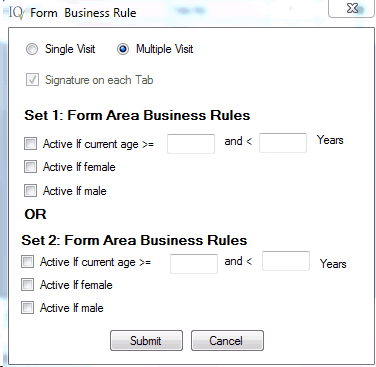 IQ Form Business Rule
Single Visit Multiple Visit
Signature on each Tab
Set 1: Form Area Business Rules
Active If current age >= and < Years
Active If female
Active If male
OR
Set 2: Form Area Business Rules
Active If current age >= and < Years
Active If female
Active If male
Submit Cancel